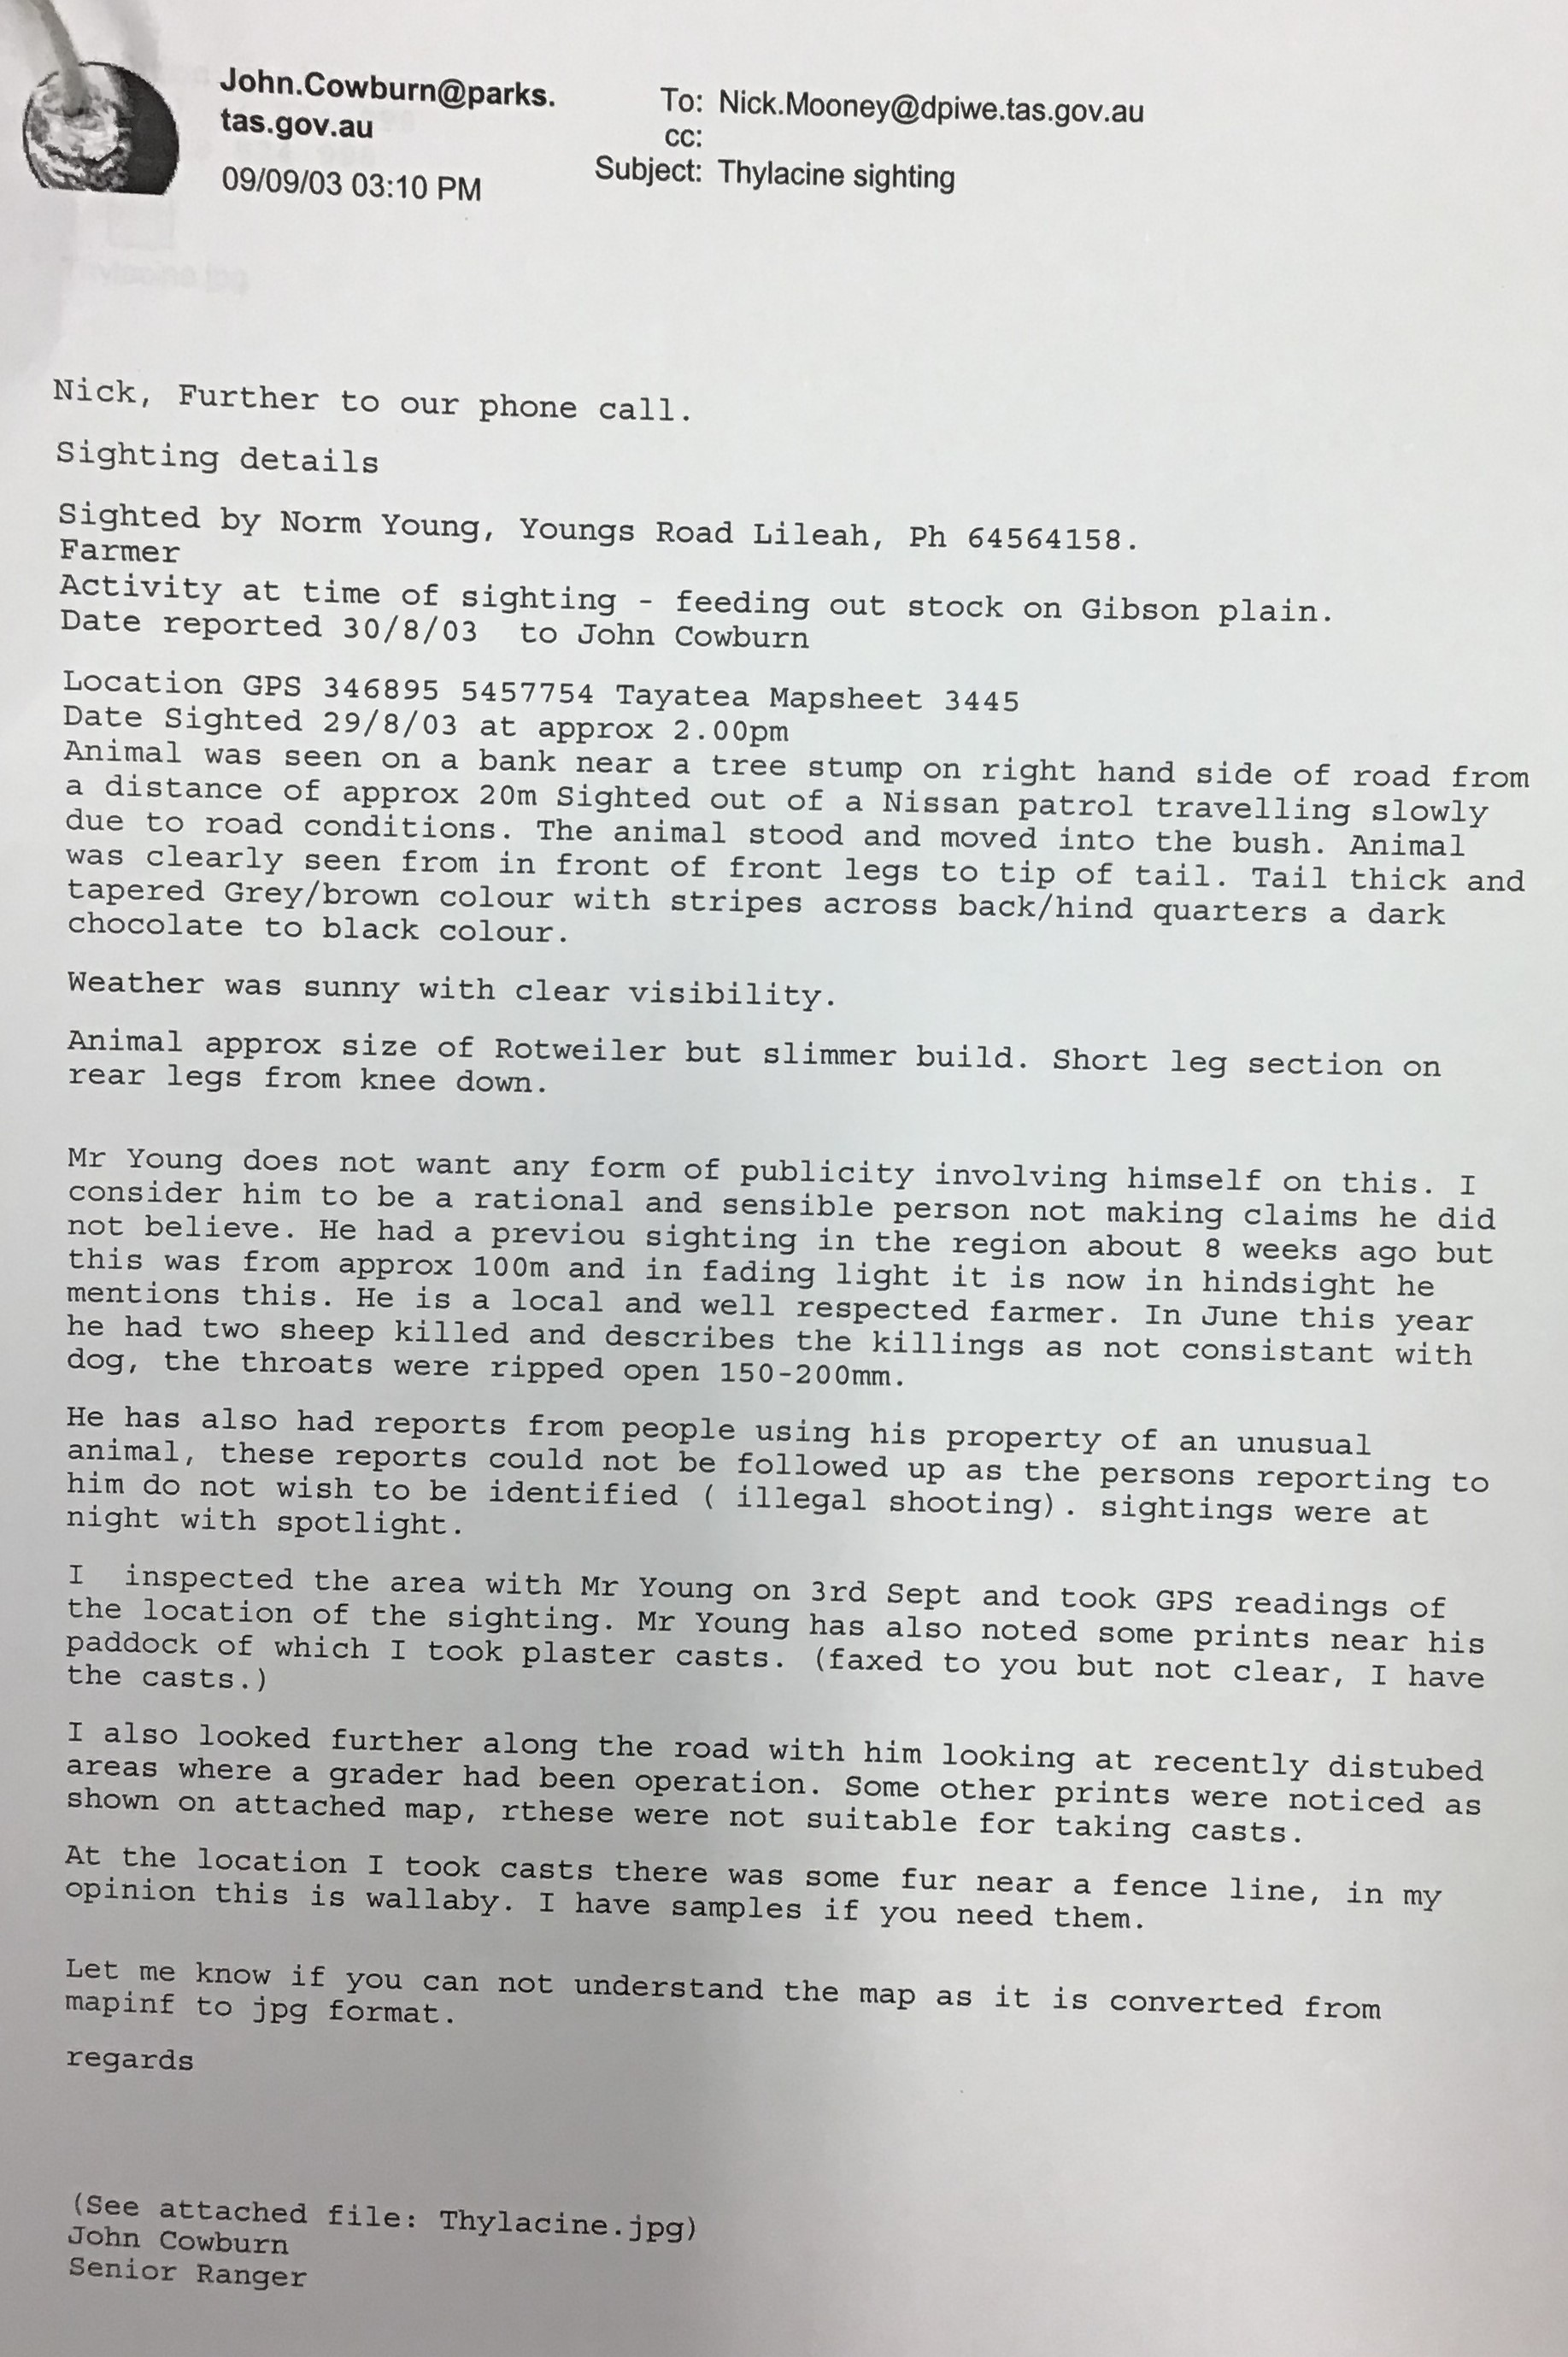 John.Cowburn@parks.
tas.gov.au
09/09/03 03:10 PM
To: Nick.Mooney@dpiwe.tas.gov.au
cc:
Subject: Thylacine sighting
Nick, Further to our phone call.
Sighting details
Sighted by Norm Young, Youngs Road Lileah, Ph 64564158.
Farmer
Activity at time of sighting - feeding out stock on Gibson plain.
Date reported 30/8/03  to John Cowburn
Location GPS 346895 5457754 Tayatea Mapsheet 3445
Date Sighted 29/8/03 at approx 2.00pm
Animal was seen on a bank near a tree stump on right hand side of road from
a distance of approx 20m Sighted out of a Nissan patrol travelling slowly
due to road conditions. The animal stood and moved into the bush. Animal
was clearly seen from in front of front legs to tip of tail. Tail thick and
tapered Grey/brown colour with stripes across back/hind quarters a dark
chocolate to black colour.
Weather was sunny with clear visibility.
Animal approx size of Rotweiler but slimmer build. Short leg section on
rear legs from knee down.
Mr Young does not want any form of publicity involving himself on this. I
consider him to be a rational and sensible person not making claims he did
not believe. He had a previou sighting in the region about 8 weeks ago but
this was from approx 100m and in fading light it is now in hindsight he
mentions this. He is a local and well respected farmer. In June this year
he had two sheep killed and describes the killings as not consistant with
dog, the throats were ripped open 150-200mm.
He has also had reports from people using his property of an unusual
animal, these reports could not be followed up as the persons reporting to
him do not wish to be identified ( illegal shooting). sightings were at
night with spotlight.
I  inspected the area with Mr Young on 3rd Sept and took GPS readings of
the location of the sighting. Mr Young has also noted some prints near his
paddock of which I took plaster casts. (faxed to you but not clear, I have
the casts.)
I also looked further along the road with him looking at recently distubed
areas where a grader had been operation. Some other prints were noticed as
shown on attached map, rthese were not suitable for taking casts.
At the location I took casts there was some fur near a fence line, in my
opinion this is wallaby. I have samples if you need them.
Let me know if you can not understand the map as it is converted from
mapinf to jpg format.
regards
(See attached file: Thylacine.jpg)
John Cowburn
Senior Ranger